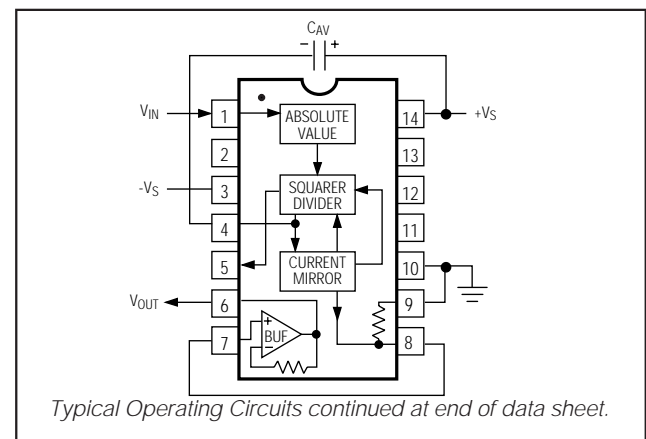 CAV
− +
VIN
1
ABSOLUTE
VALUE
14
+VS
2
13
-VS
3
SQUARER
DIVIDER
12
4
11
5
CURRENT
MIRROR
10
VOUT
6
9
7
+
BUF
−
8
Typical Operating Circuits continued at end of data sheet.